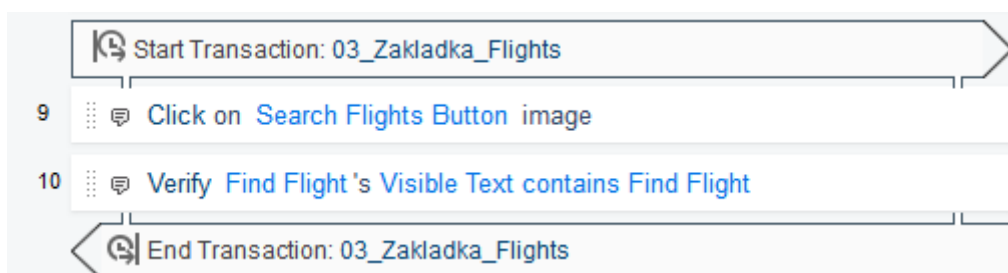 Start Transaction: 03_Zakladka_Flights
9 Click on Search Flights Button image
10 Verify Find Flight's Visible Text contains Find Flight
End Transaction: 03_Zakladka_Flights